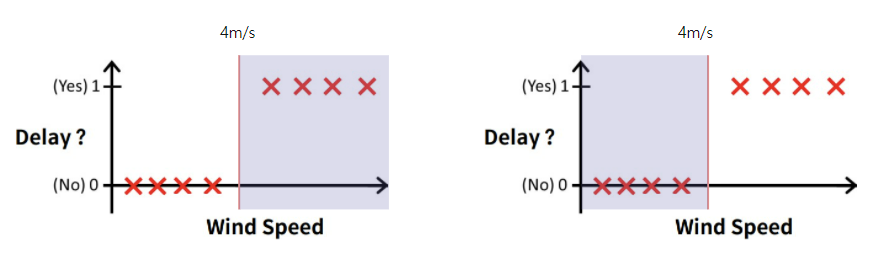 4m/s
(Yes) 1
Delay ?
(No) 0
Wind Speed
4m/s
(Yes) 1
Delay ?
(No) 0
Wind Speed